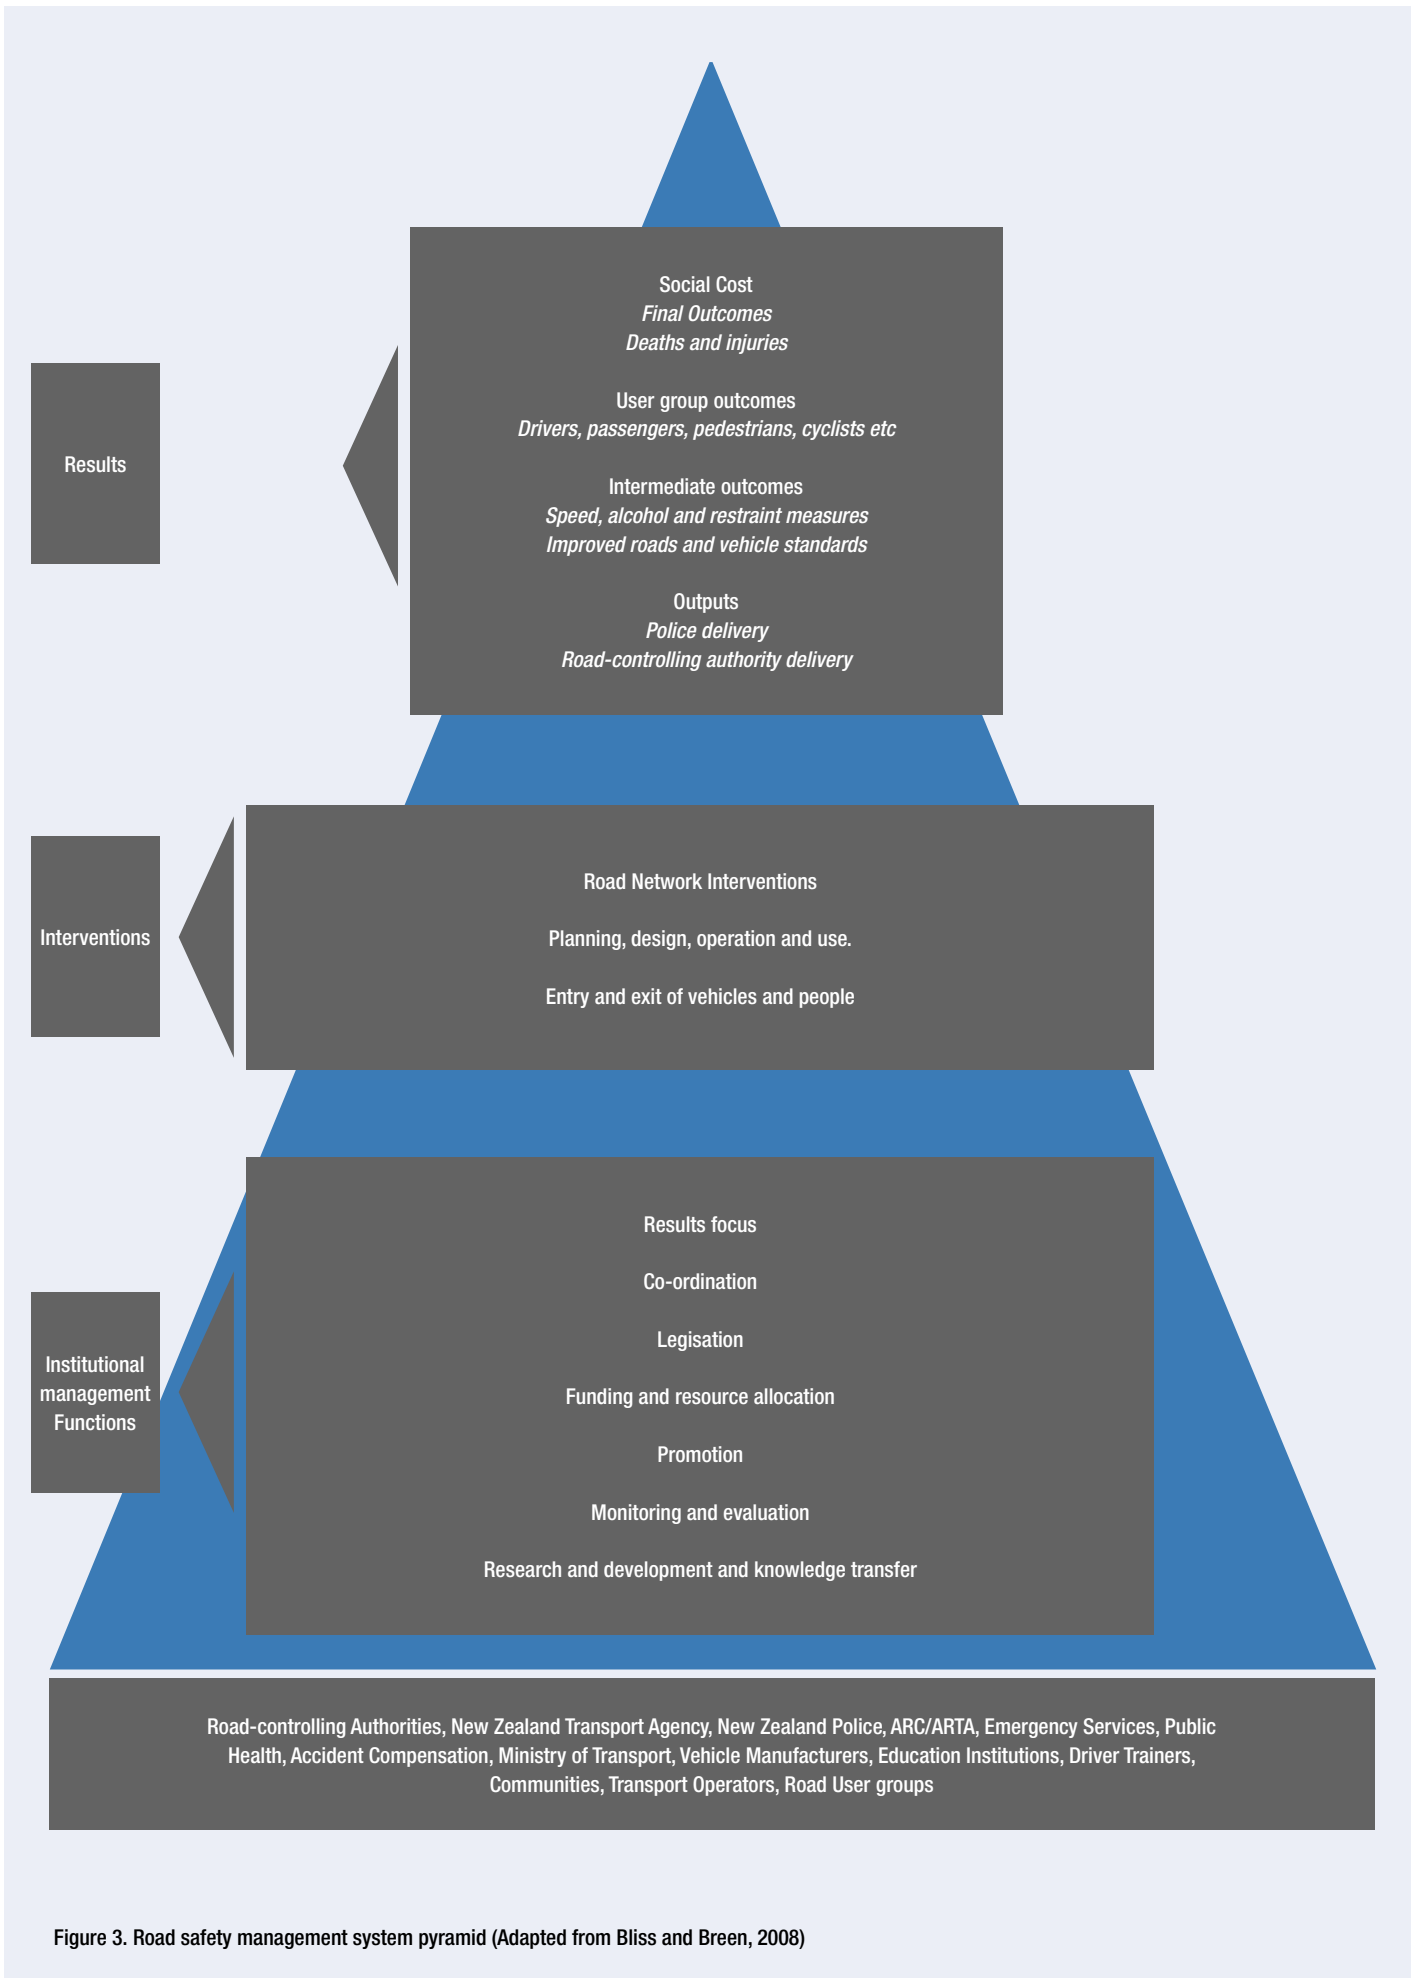 Social Cost
Final Outcomes
Deaths and injuries
User group outcomes
Drivers, passengers, pedestrians, cyclists etc
Results
Intermediate outcomes
Speed, alcohol and restraint measures
Improved roads and vehicle standards
Outputs
Police delivery
Road-controlling authority delivery
Road Network Interventions
Interventions
Planning, design, operation and use.
Entry and exit of vehicles and people
Results focus
Co-ordination
Legisation
Institutional
management
Functions
Funding and resource allocation
Promotion
Monitoring and evaluation
Research and development and knowledge transfer
Road-controlling Authorities, New Zealand Transport Agency, New Zealand Police, ARC/ARTA, Emergency Services, Public
Health, Accident Compensation, Ministry of Transport, Vehicle Manufacturers, Education Institutions, Driver Trainers,
Communities, Transport Operators, Road User groups
Figure 3. Road safety management system pyramid (Adapted from Bliss and Breen, 2008)